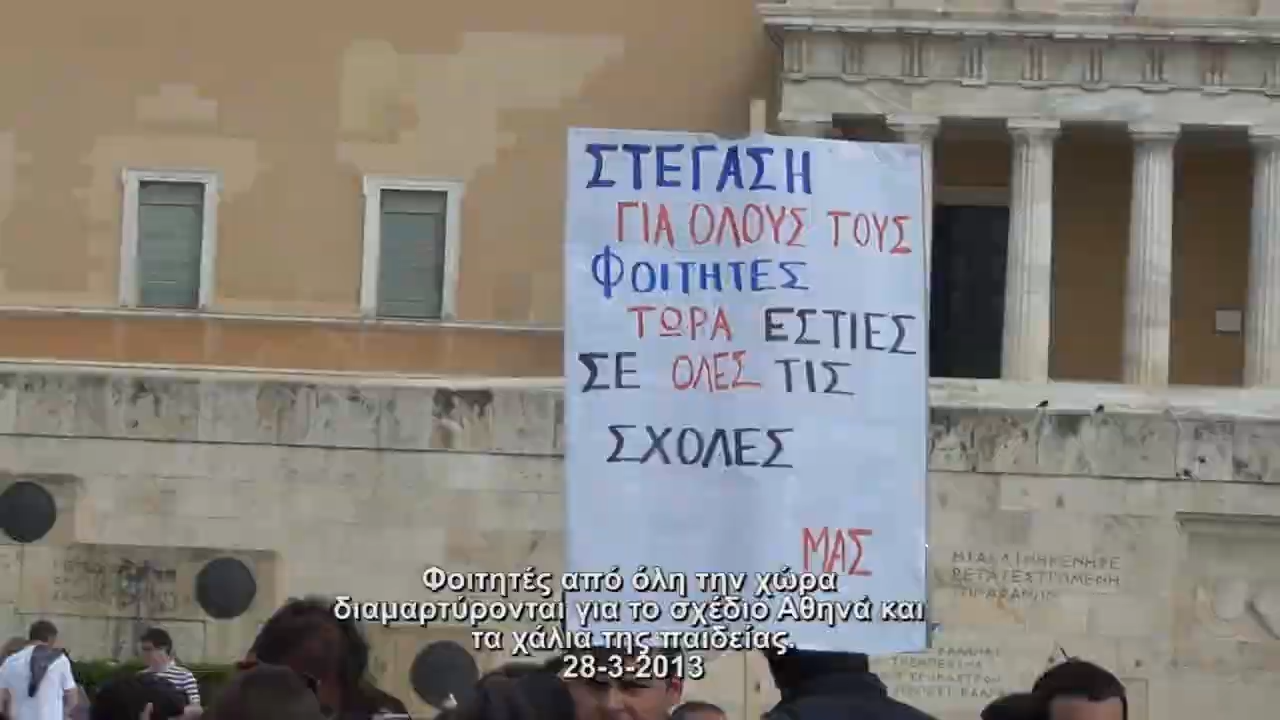 ΣΤΕΓΑΣΗ
ΓΙΑ ΟΛΟΥΣ ΤΟΥΣ
ΦΟΙΤΗΤΕΣ
ΤΩΡΑ ΕΣΤΙΕΣ
ΣΕ ΟΛΕΣ ΤΙΣ
ΣΧΟΛΕΣ
ΜΑΣ
Φοιτητές από όλη την χώρα
διαμαρτύρονται για το σχέδιο Αθηνά και
τα χάλια της παιδείας.
28-3-2013